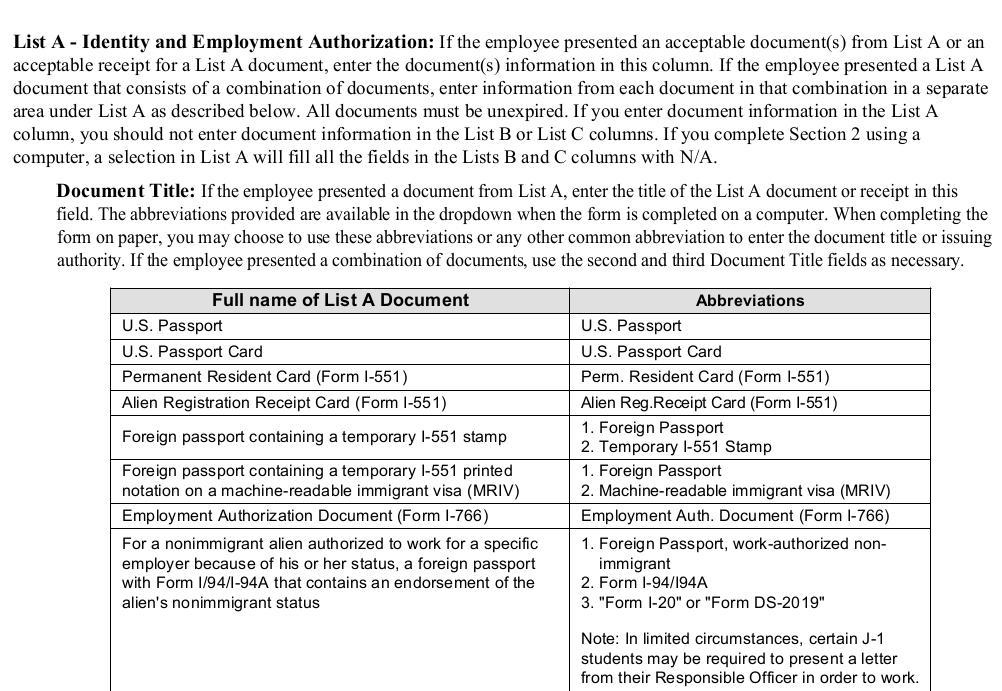 List A - Identity and Employment Authorization: If the employee presented an acceptable document(s) from List A or an
acceptable receipt for a List A document, enter the document(s) information in this column. If the employee presented a List A
document that consists of a combination of documents, enter information from each document in that combination in a separate
area under List A as described below. All documents must be unexpired. If you enter document information in the List A
column, you should not enter document information in the List B or List C columns. If you complete Section 2 using a
computer, a selection in List A will fill all the fields in the Lists B and C columns with N/A.
Document Title: If the employee presented a document from List A, enter the title of the List A document or receipt in this
field. The abbreviations provided are available in the dropdown when the form is completed on a computer. When completing the
form on paper, you may choose to use these abbreviations or any other common abbreviation to enter the document title or issuing
authority. If the employee presented a combination of documents, use the second and third Document Title fields as necessary.
Full name of List A Document
Abbreviations
U.S. Passport
U.S. Passport
U.S. Passport Card
U.S. Passport Card
Permanent Resident Card (Form I-551)
Perm. Resident Card (Form I-551)
Alien Registration Receipt Card (Form I-551)
Alien Reg.Receipt Card (Form I-551)
Foreign passport containing a temporary I-551 stamp
1. Foreign Passport
2. Temporary I-551 Stamp
Foreign passport containing a temporary I-551 printed
notation on a machine-readable immigrant visa (MRIV)
1. Foreign Passport
2. Machine-readable immigrant visa (MRIV)
Employment Authorization Document (Form I-766)
Employment Auth. Document (Form I-766)
For a nonimmigrant alien authorized to work for a specific
employer because of his or her status, a foreign passport
with Form I/94/I-94A that contains an endorsement of the
alien's nonimmigrant status
1. Foreign Passport, work-authorized non-
immigrant
2. Form I-94/I94A
3. "Form I-20" or "Form DS-2019"
Note: In limited circumstances, certain J-1
students may be required to present a letter
from their Responsible Officer in order to work.